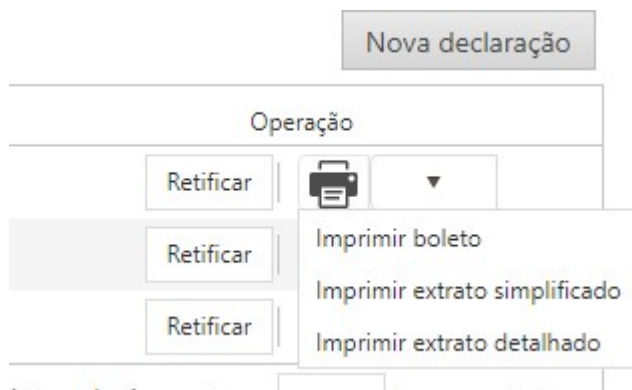 Nova declaração
Operação
Retificar
▼
Imprimir boleto
Retificar
Imprimir extrato simplificado
Retificar
Imprimir extrato detalhado